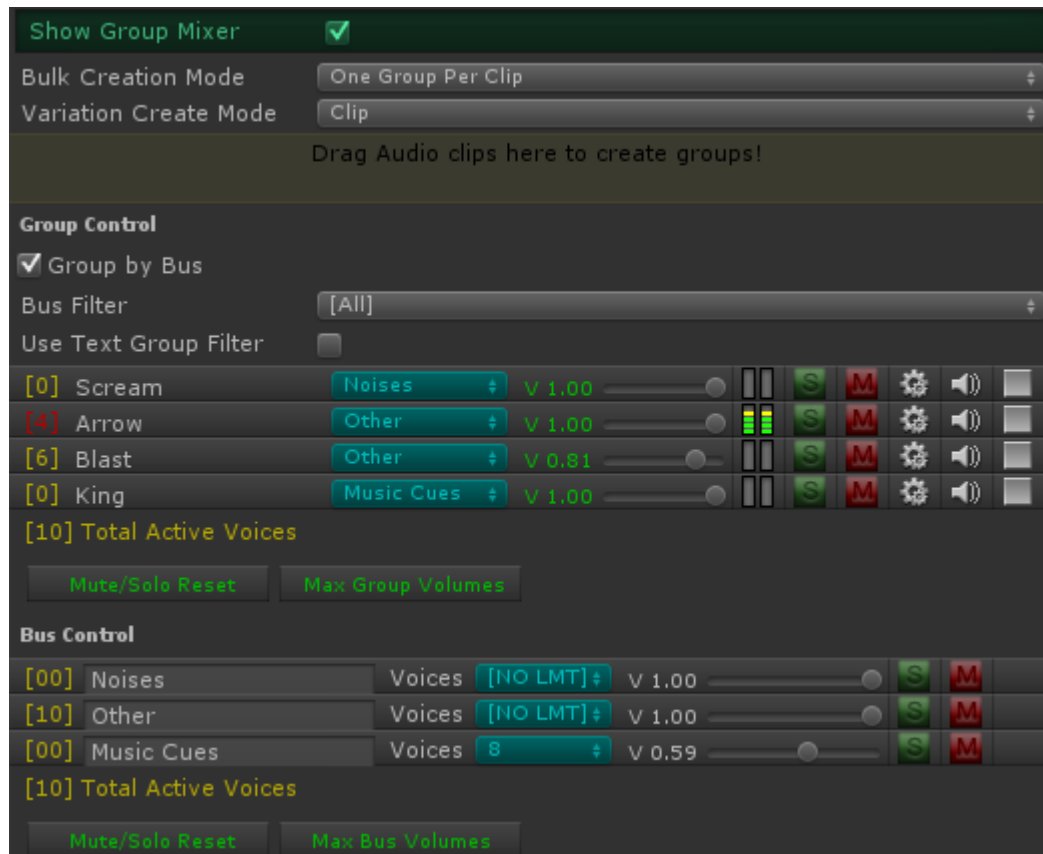 Show Group Mixer
Bulk Creation Mode One Group Per Clip
Variation Create Mode Clip
Drag Audio clips here to create groups!
Group Control
Group by Bus
Bus Filter [All]
Use Text Group Filter
[0] Scream Noises V 1.00 S M
[4] Arrow Other V 1.00 S M
[6] Blast Other V 0.81 S M
[0] King Music Cues V 1.00 S M
[10] Total Active Voices
Mute/Solo Reset Max Group Volumes
Bus Control
[00] Noises Voices [NO LMT] V 1.00 S M
[10] Other Voices [NO LMT] V 1.00 S M
[00] Music Cues Voices 8 V 0.59 S M
[10] Total Active Voices
Mute/Solo Reset Max Bus Volumes